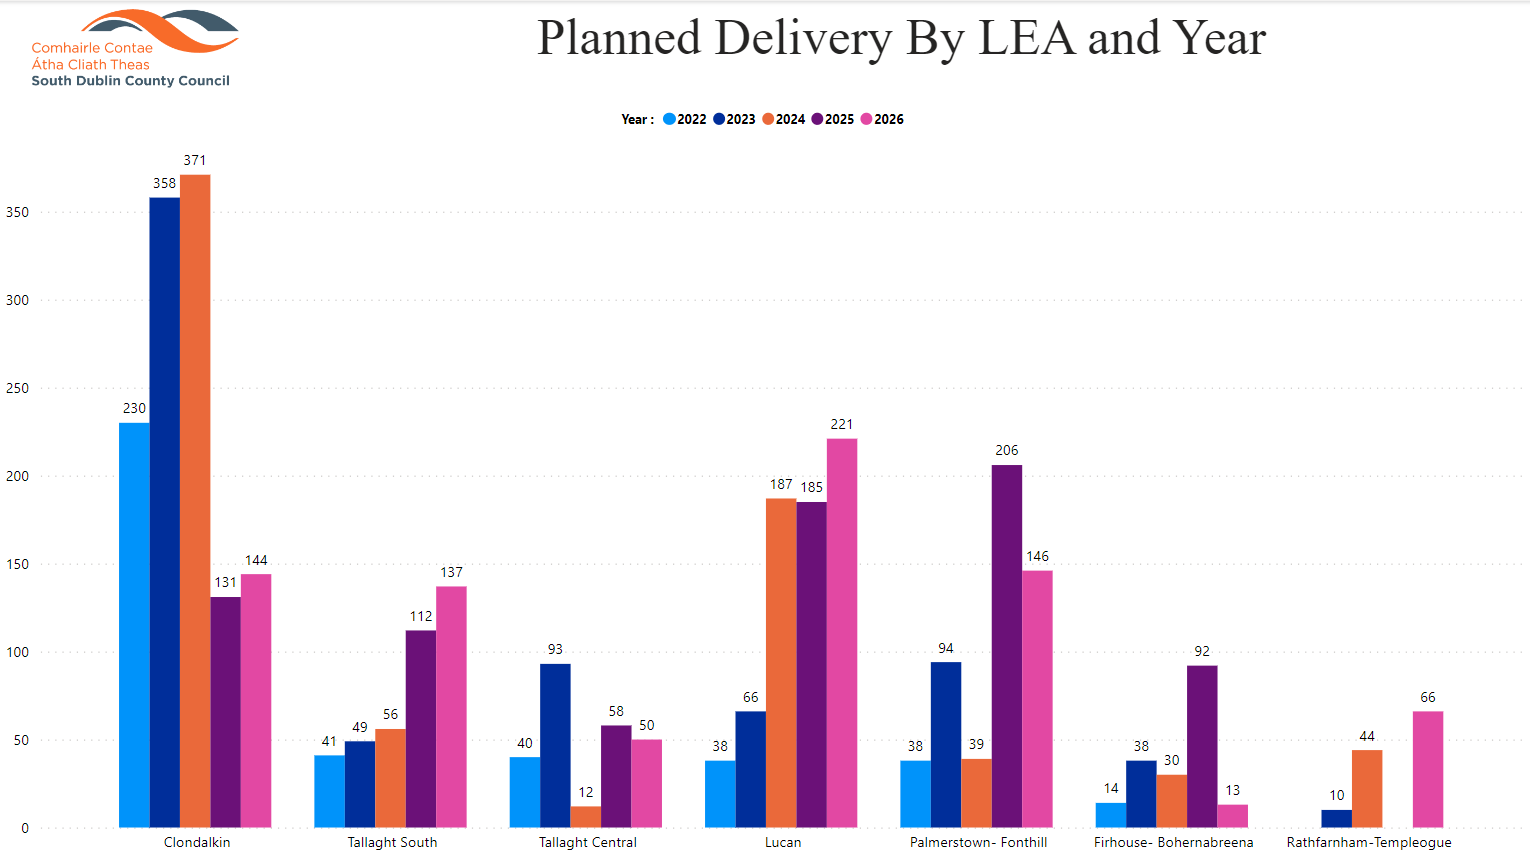 Comhairle Contae
Átha Cliath Theas
South Dublin County Council
Planned Delivery By LEA and Year
Year : 2022 2023 2024 2025 2026
350
300
250
200
150
100
50
0
230 358 371 131 144
41 49 56 112 137
40 93 12 58 50
38 66 187 185 221
38 94 39 206 146
14 38 30 92 13
10 44 66
Clondalkin Tallaght South Tallaght Central Lucan Palmerstown- Fonthill Firhouse- Bohernabreena Rathfarnham-Templeogue